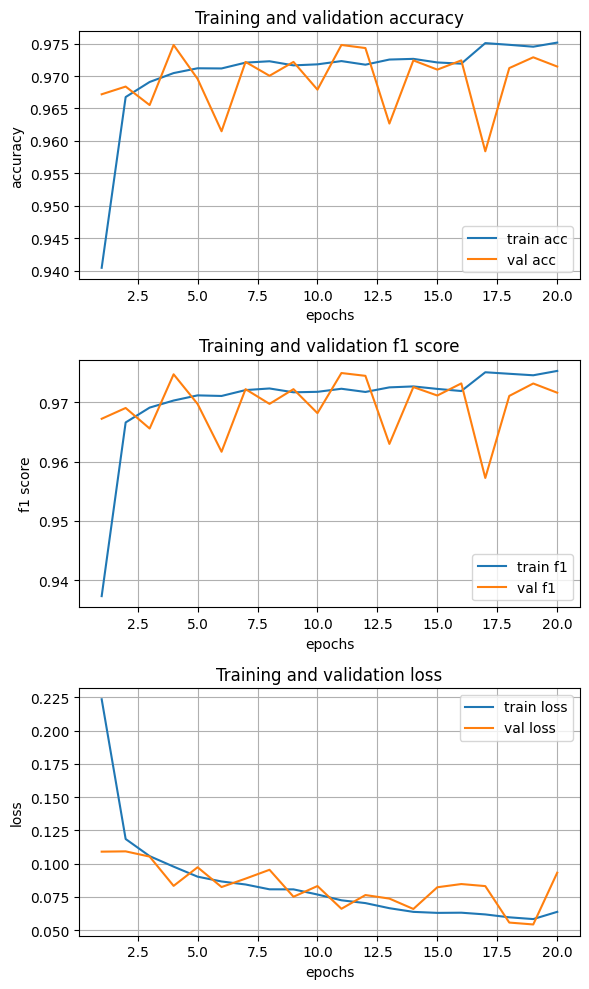 Training and validation accuracy
0.975
0.970
0.965
0.960
0.955
0.950
0.945
0.940
accuracy
train acc
val acc
2.5 5.0 7.5 10.0 12.5 15.0 17.5 20.0
epochs
Training and validation f1 score
0.97
0.96
0.95
0.94
f1 score
train f1
val f1
2.5 5.0 7.5 10.0 12.5 15.0 17.5 20.0
epochs
Training and validation loss
0.225
0.200
0.175
0.150
0.125
0.100
0.075
0.050
loss
train loss
val loss
2.5 5.0 7.5 10.0 12.5 15.0 17.5 20.0
epochs